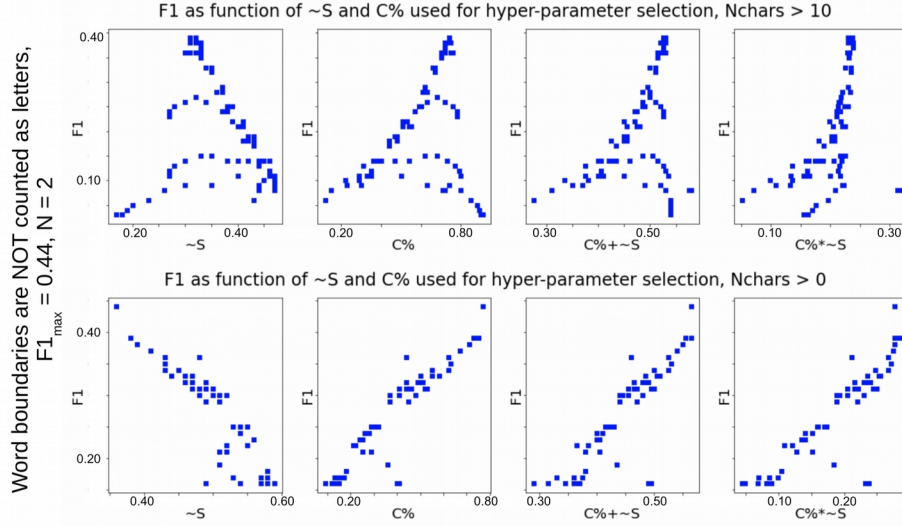 Word boundaries are NOT counted as letters,
F1max = 0.44, N = 2
F1 as function of ~S and C% used for hyper-parameter selection, Nchars > 10
0.40
0.10
F1
F1
F1
F1
0.20 0.40
0.20 0.80
0.30 0.50
0.10 0.30
~S
C%
C%+~S
C%*~S
F1 as function of ~S and C% used for hyper-parameter selection, Nchars > 0
0.40
0.20
F1
F1
F1
F1
0.40 0.60
0.20 0.80
0.30 0.50
0.10 0.20
~S
C%
C%+~S
C%*~S